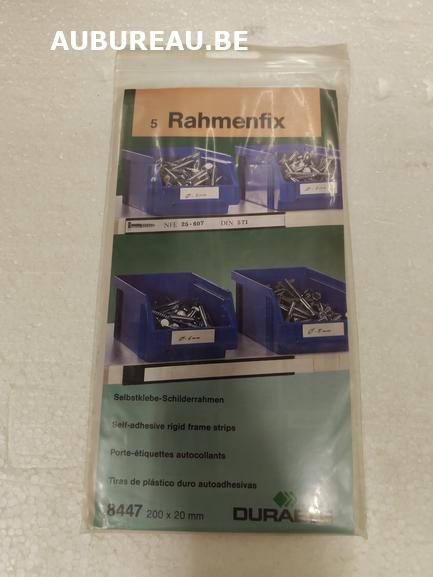 AUBUREAU.BE
5 Rahmenfix
NFE 25-607 DIN 571
Selbstklebe-Schilderrahmen
Self-adhesive rigid frame strips
Porte-étiquettes autocollants
Tiras de plástico duro autoadhesivas
8447 200 x 20 mm